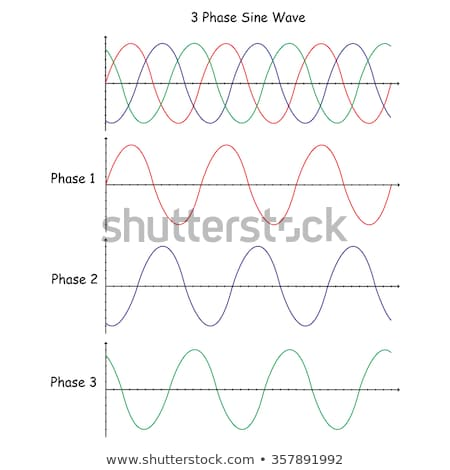 3 Phase Sine Wave
Phase 1
shutterstock
Phase 2
Phase 3
www.shutterstock.com • 357891992